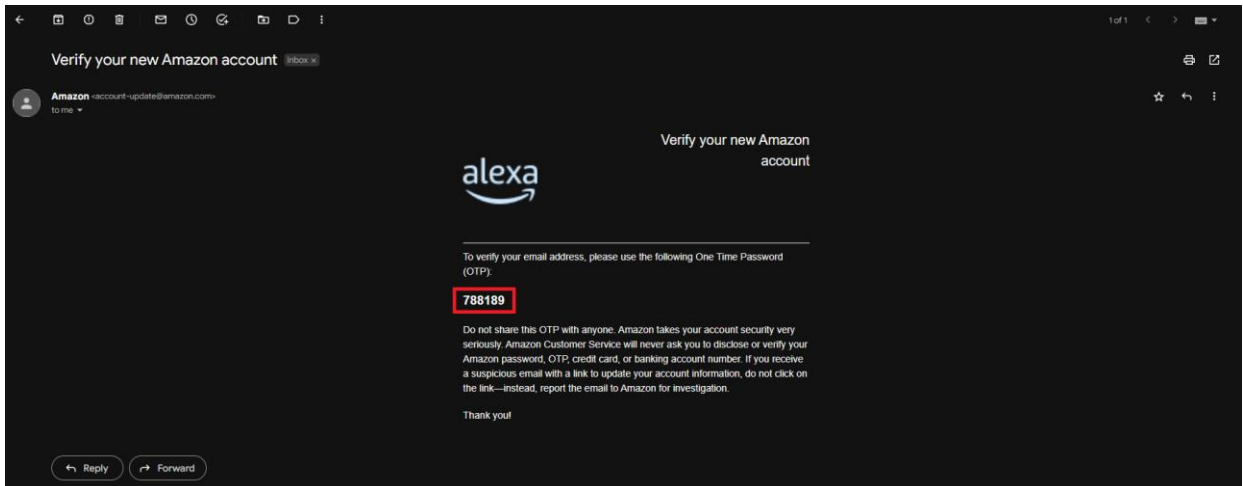 1 of 1
Verify your new Amazon account Inbox ×
Amazon <account-update@amazon.com>
to me
Verify your new Amazon
account
alexa
To verify your email address, please use the following One Time Password
(OTP):
788189
Do not share this OTP with anyone. Amazon takes your account security very
seriously. Amazon Customer Service will never ask you to disclose or verify your
Amazon password, OTP, credit card, or banking account number. If you receive
a suspicious email with a link to update your account information, do not click on
the link—instead, report the email to Amazon for investigation.
Thank you!
Reply
Forward